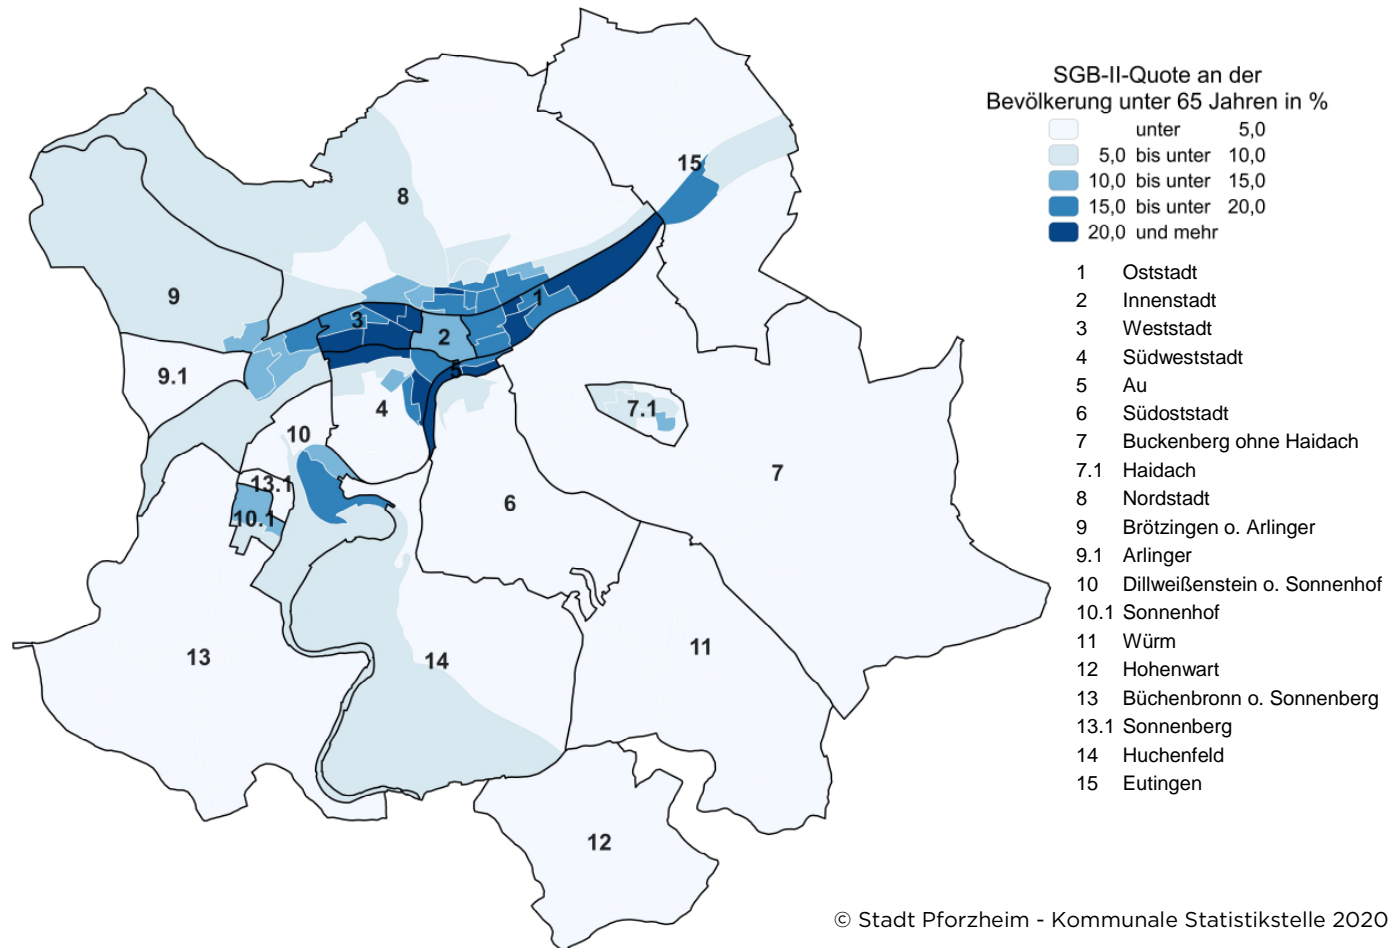 SGB-II-Quote an der
Bevölkerung unter 65 Jahren in %
unter 5,0
5,0 bis unter 10,0
10,0 bis unter 15,0
15,0 bis unter 20,0
20,0 und mehr
1 Oststadt
2 Innenstadt
3 Weststadt
4 Südweststadt
5 Au
6 Südoststadt
7 Buckenberg ohne Haidach
7.1 Haidach
8 Nordstadt
9 Brötzingen o. Arlinger
9.1 Arlinger
10 Dillweißenstein o. Sonnenhof
10.1 Sonnenhof
11 Würm
12 Hohenwart
13 Büchenbronn o. Sonnenberg
13.1 Sonnenberg
14 Huchenfeld
15 Eutingen
15
8
9
1
3
2
5
9.1
4
7.1
10
7
13.1
6
10.1
11
13
14
12
© Stadt Pforzheim - Kommunale Statistikstelle 2020